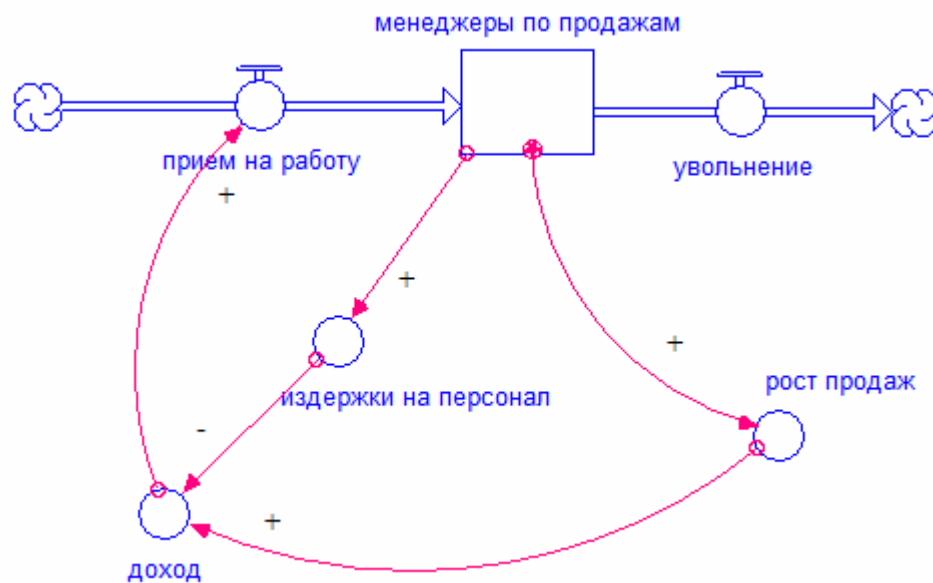 менеджеры по продажам
прием на работу
увольнение
+
+
+
рост продаж
издержки на персонал
-
+
доход